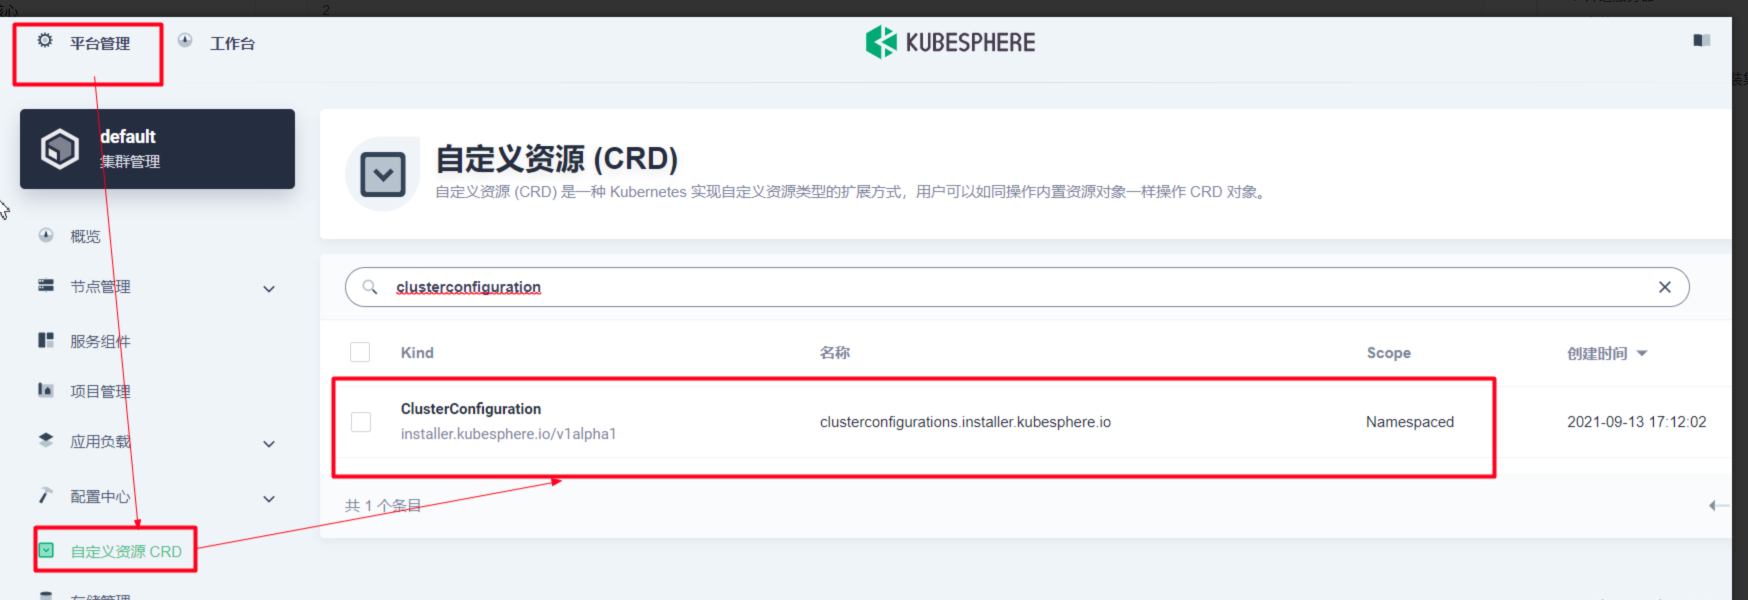 2
平台管理
工作台
KUBESPHERE
default
集群管理
自定义资源 (CRD)
自定义资源 (CRD) 是一种 Kubernetes 实现自定义资源类型的扩展方式，用户可以如同操作内置资源对象一样操作 CRD 对象。
概览
节点管理
服务组件
项目管理
应用负载
配置中心
自定义资源 CRD
存储管理
clusterconfiguration
Kind
名称
Scope
创建时间
ClusterConfiguration
installer.kubesphere.io/v1alpha1
clusterconfigurations.installer.kubesphere.io
Namespaced
2021-09-13 17:12:02
共 1 个条目